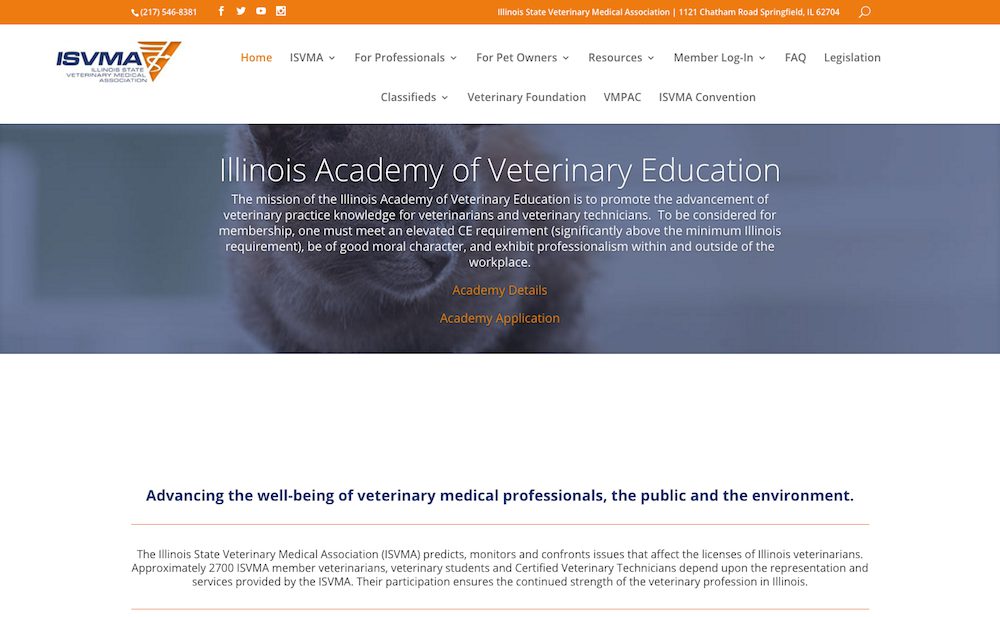 (217) 546-8381
Illinois State Veterinary Medical Association | 1121 Chatham Road Springfield, IL 62704
ISVMA
ILLINOIS STATE
VETERINARY MEDICAL
ASSOCIATION
Home ISVMA For Professionals For Pet Owners Resources Member Log-In FAQ Legislation
Classifieds Veterinary Foundation VMPAC ISVMA Convention
Illinois Academy of Veterinary Education
The mission of the Illinois Academy of Veterinary Education is to promote the advancement of
veterinary practice knowledge for veterinarians and veterinary technicians. To be considered for
membership, one must meet an elevated CE requirement (significantly above the minimum Illinois
requirement), be of good moral character, and exhibit professionalism within and outside of the
workplace.
Academy Details
Academy Application
Advancing the well-being of veterinary medical professionals, the public and the environment.
The Illinois State Veterinary Medical Association (ISVMA) predicts, monitors and confronts issues that affect the licenses of Illinois veterinarians.
Approximately 2700 ISVMA member veterinarians, veterinary students and Certified Veterinary Technicians depend upon the representation and
services provided by the ISVMA. Their participation ensures the continued strength of the veterinary profession in Illinois.